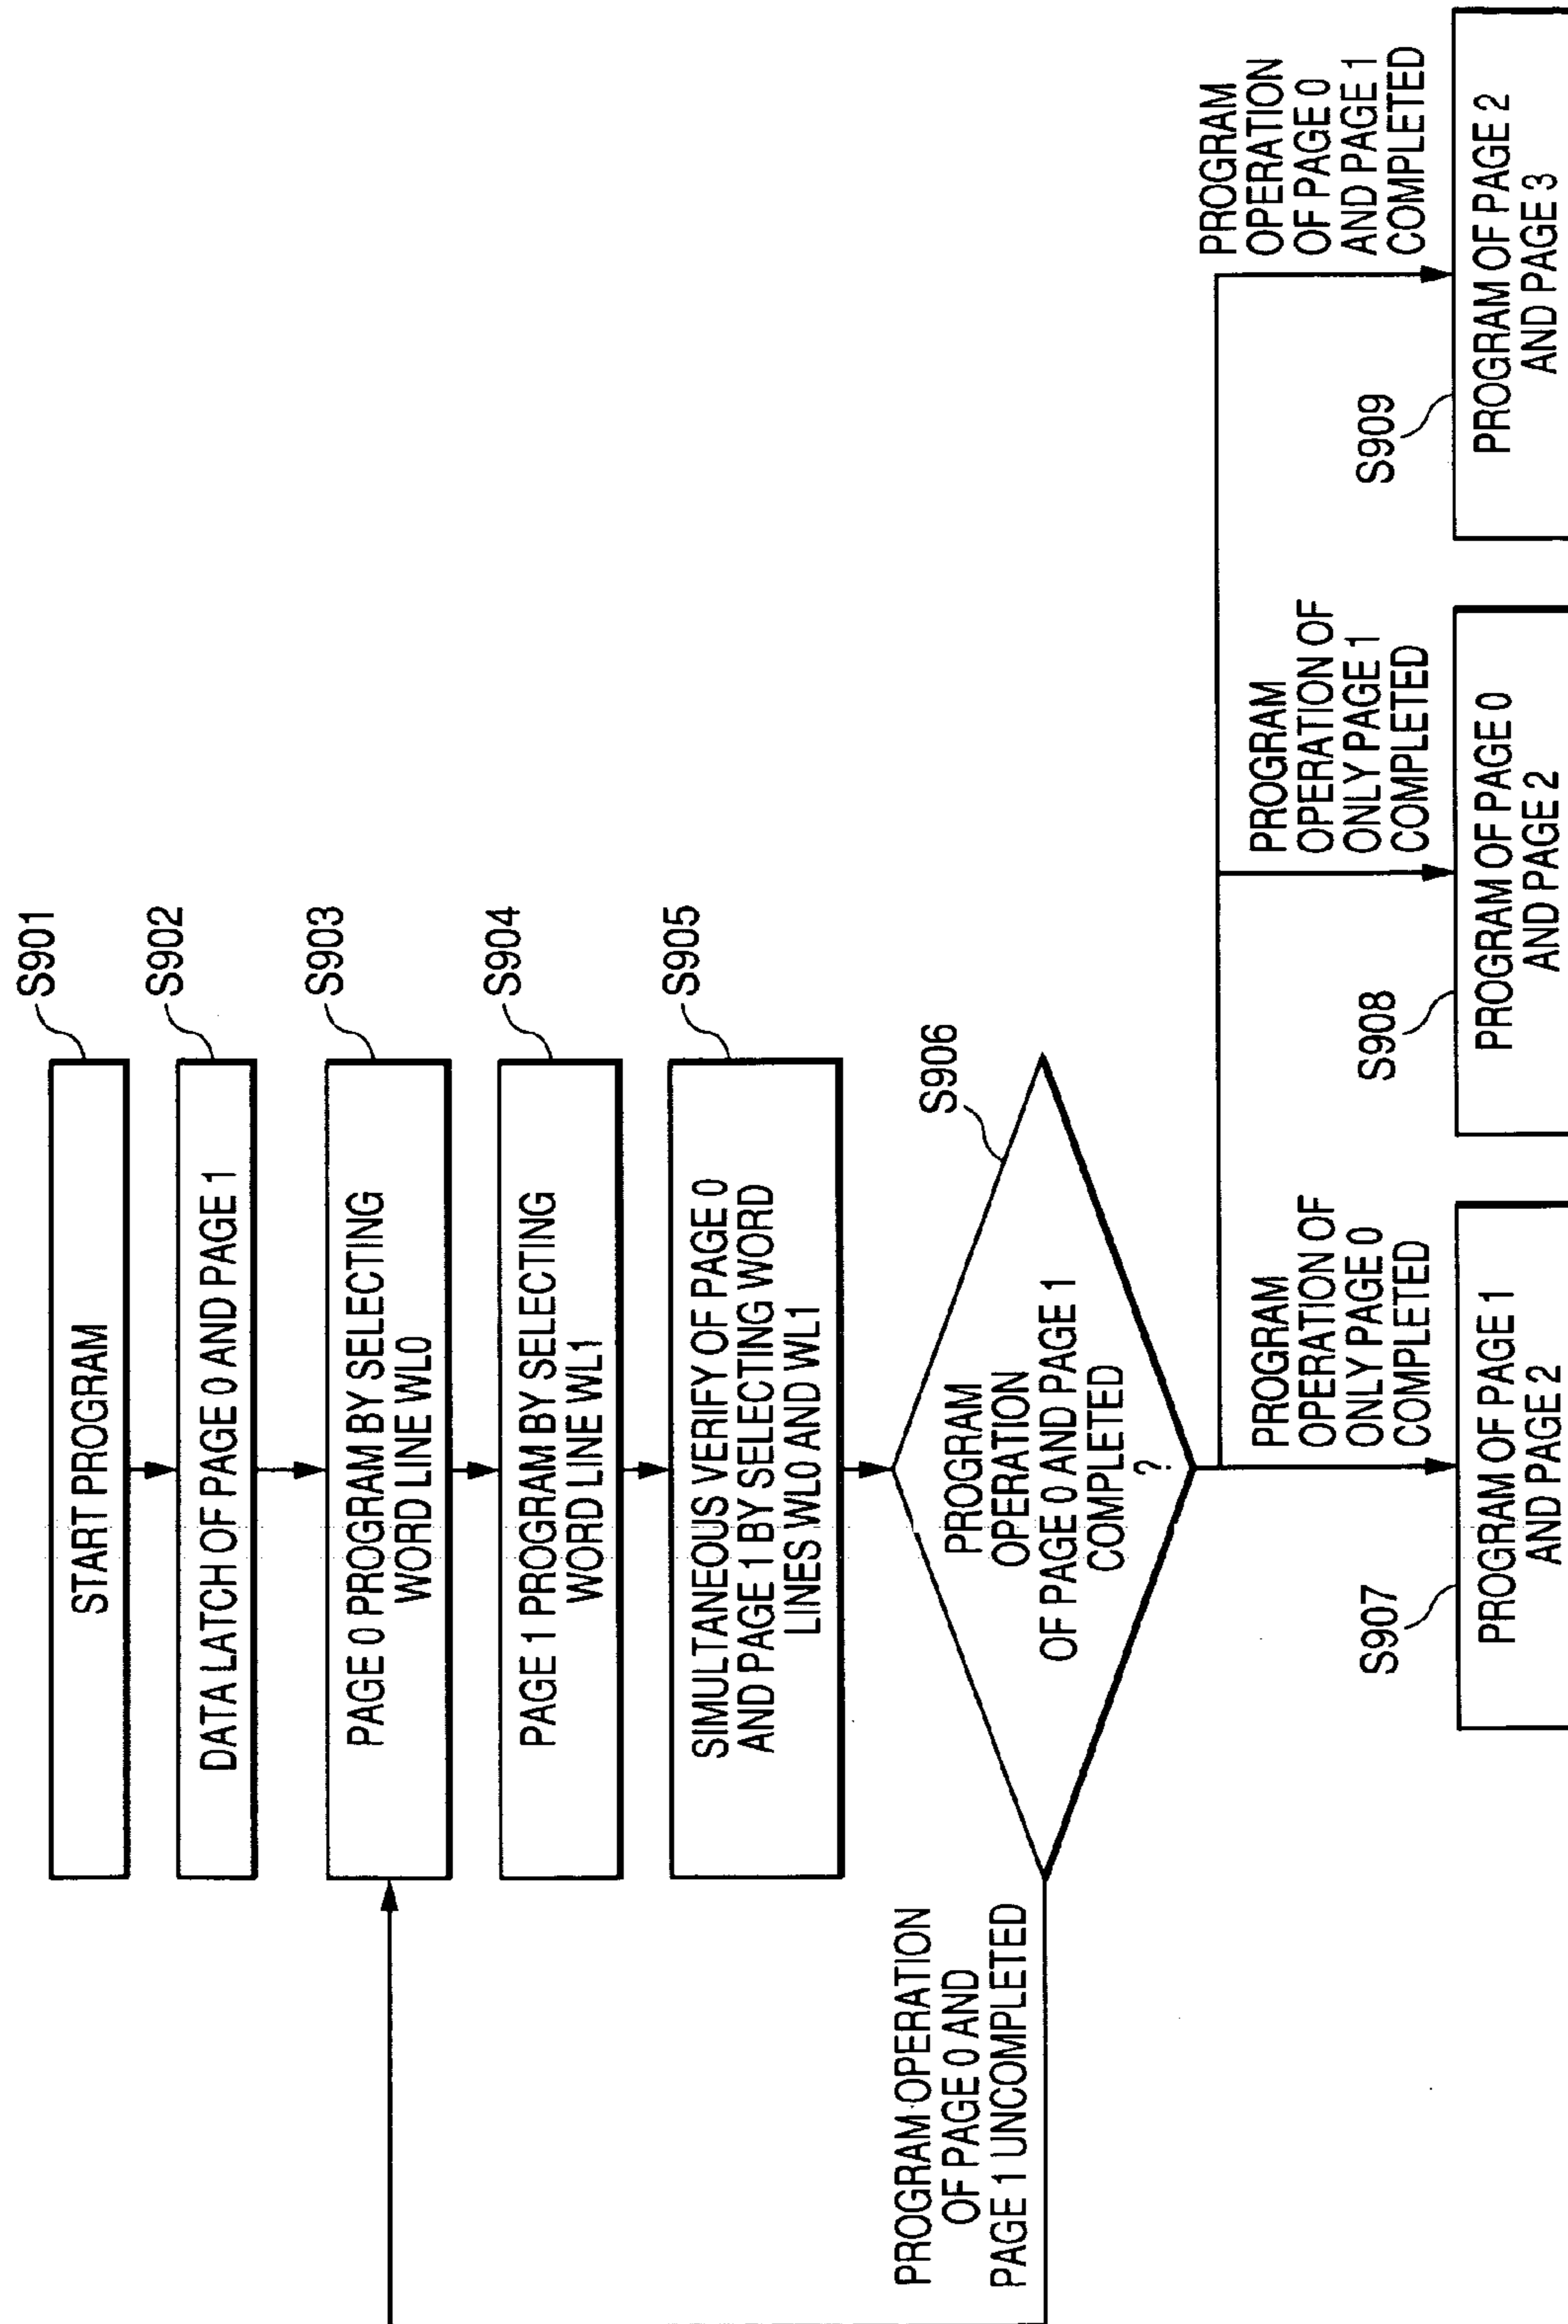 START PROGRAM
S901
DATA LATCH OF PAGE 0 AND PAGE 1
S902
PAGE 0 PROGRAM BY SELECTING
WORD LINE WL0
S903
PAGE 1 PROGRAM BY SELECTING
WORD LINE WL1
S904
SIMULTANEOUS VERIFY OF PAGE 0
AND PAGE 1 BY SELECTING WORD
LINES WL0 AND WL1
S905
PROGRAM
OPERATION
OF PAGE 0 AND PAGE 1
COMPLETED
?
S906
PROGRAM OPERATION
OF PAGE 0 AND
PAGE 1 UNCOMPLETED
PROGRAM
OPERATION OF
ONLY PAGE 0
COMPLETED
S907
PROGRAM OF PAGE 1
AND PAGE 2
PROGRAM
OPERATION OF
ONLY PAGE 1
COMPLETED
S908
PROGRAM OF PAGE 0
AND PAGE 2
PROGRAM
OPERATION
OF PAGE 0
AND PAGE 1
COMPLETED
S909
PROGRAM OF PAGE 2
AND PAGE 3